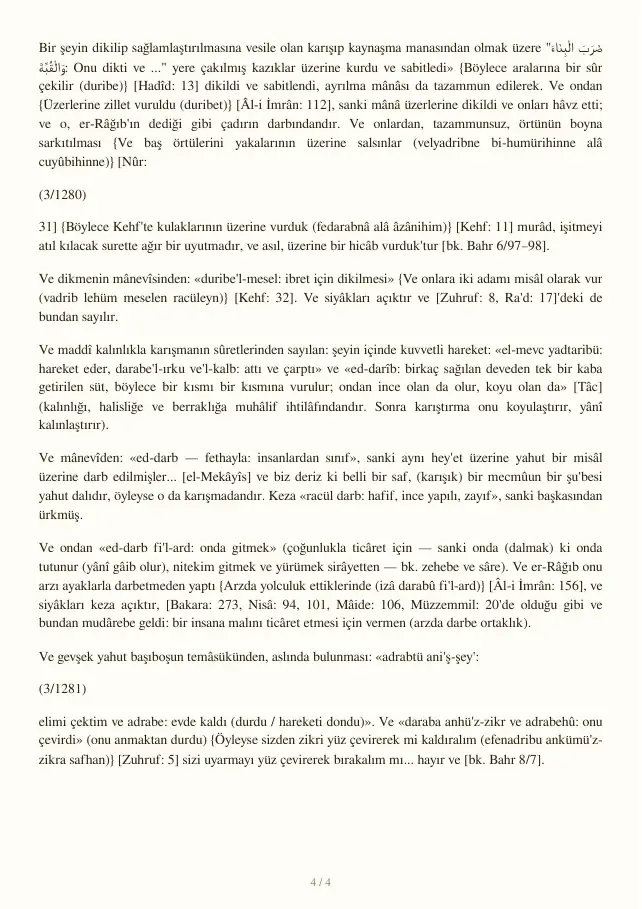 Bir şeyin dikilip sağlamlaştırılmasına vesile olan karışıp kaynaşma manasından olmak üzere "ضَرَبَ الْبِنَاءَ
وَالْقُبَّةَ: Onu dikti ve ..." yere çakılmış kazıklar üzerine kurdu ve sabitledi» {Böylece aralarına bir sûr
çekilir (duribe)} [Hadîd: 13] dikildi ve sabitlendi, ayrılma mânâsı da tazammun edilerek. Ve ondan
{Üzerlerine zillet vuruldu (duribet)} [Âl-i İmrân: 112], sanki mânâ üzerlerine dikildi ve onları hâvz etti;
ve o, er-Râğıb'ın dediği gibi çadırın darbındandır. Ve onlardan, tazammunsuz, örtünün boyna
sarkıtılması {Ve baş örtülerini yakalarının üzerine salsınlar (velyadribne bi-humürihinne alâ
cuyûbihinne)} [Nûr:
(3/1280)
31] {Böylece Kehf'te kulaklarının üzerine vurduk (fedarabnâ alâ âzânihim)} [Kehf: 11] murâd, işitmeyi
atıl kılacak surette ağır bir uyutmadır, ve asıl, üzerine bir hicâb vurduk'tur [bk. Bahr 6/97–98].
Ve dikmenin mânevîsinden: «duribe'l-mesel: ibret için dikilmesi» {Ve onlara iki adamı misâl olarak vur
(vadrib lehüm meselen racüleyn)} [Kehf: 32]. Ve siyâkları açıktır ve [Zuhruf: 8, Ra'd: 17]'deki de
bundan sayılır.
Ve maddî kalınlıkla karışmanın sûretlerinden sayılan: şeyin içinde kuvvetli hareket: «el-mevc yadtaribü:
hareket eder, darabe'l-ırku ve'l-kalb: attı ve çarptı» ve «ed-darîb: birkaç sağılan deveden tek bir kaba
getirilen süt, böylece bir kısmı bir kısmına vurulur; ondan ince olan da olur, koyu olan da» [Tâc]
(kalınlığı, halisliğe ve berraklığa muhâlif ihtilâfındandır. Sonra karıştırma onu koyulaştırır, yânî
kalınlaştırır).
Ve mânevîden: «ed-darb — fethayla: insanlardan sınıf», sanki aynı hey'et üzerine yahut bir misâl
üzerine darb edilmişler... [el-Mekâyîs] ve biz deriz ki belli bir saf, (karışık) bir mecmûun bir şu'besi
yahut dalıdır, öyleyse o da karışmadandır. Keza «racül darb: hafif, ince yapılı, zayıf», sanki başkasından
ürkmüş.
Ve ondan «ed-darb fi'l-ard: onda gitmek» (çoğunlukla ticâret için — sanki onda (dalmak) ki onda
tutunur (yânî gâib olur), nitekim gitmek ve yürümek sirâyetten — bk. zehebe ve sâre). Ve er-Râğıb onu
arzı ayaklarla darbetmeden yaptı {Arzda yolculuk ettiklerinde (izâ darabû fi'l-ard)} [Âl-i İmrân: 156], ve
siyâkları keza açıktır, [Bakara: 273, Nisâ: 94, 101, Mâide: 106, Müzzemmil: 20'de olduğu gibi ve
bundan mudârebe geldi: bir insana malını ticâret etmesi için vermen (arzda darbe ortaklık).
Ve gevşek yahut başıboşun temâsükünden, aslında bulunması: «adrabtü ani'ş-şey':
(3/1281)
elimi çektim ve adrabe: evde kaldı (durdu / hareketi dondu)». Ve «daraba anhü'z-zikr ve adrabehû: onu
çevirdi» (onu anmaktan durdu) {Öyleyse sizden zikri yüz çevirerek mi kaldıralım (efenadribu ankümü'z-
zikra safhan)} [Zuhruf: 5] sizi uyarmayı yüz çevirerek bırakalım mı... hayır ve [bk. Bahr 8/7].
4 / 4